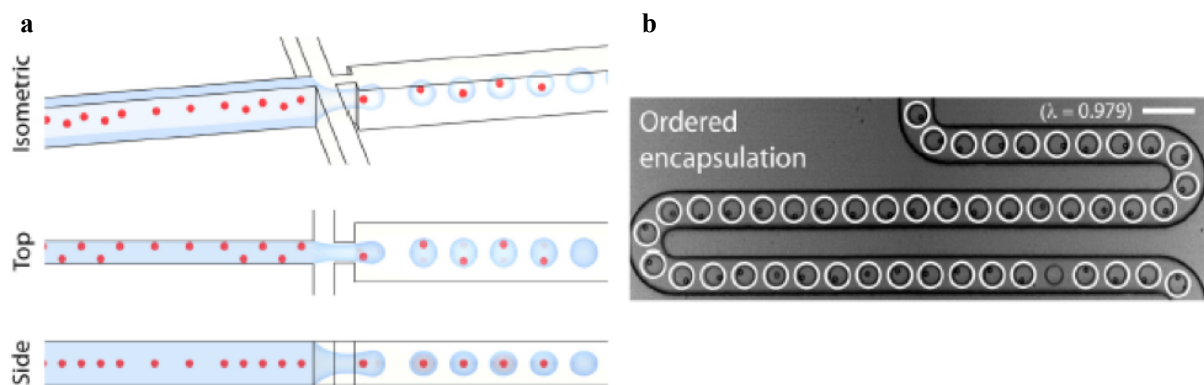 a
b
Isometric
Top
Side
Ordered
encapsulation
(λ = 0.979)